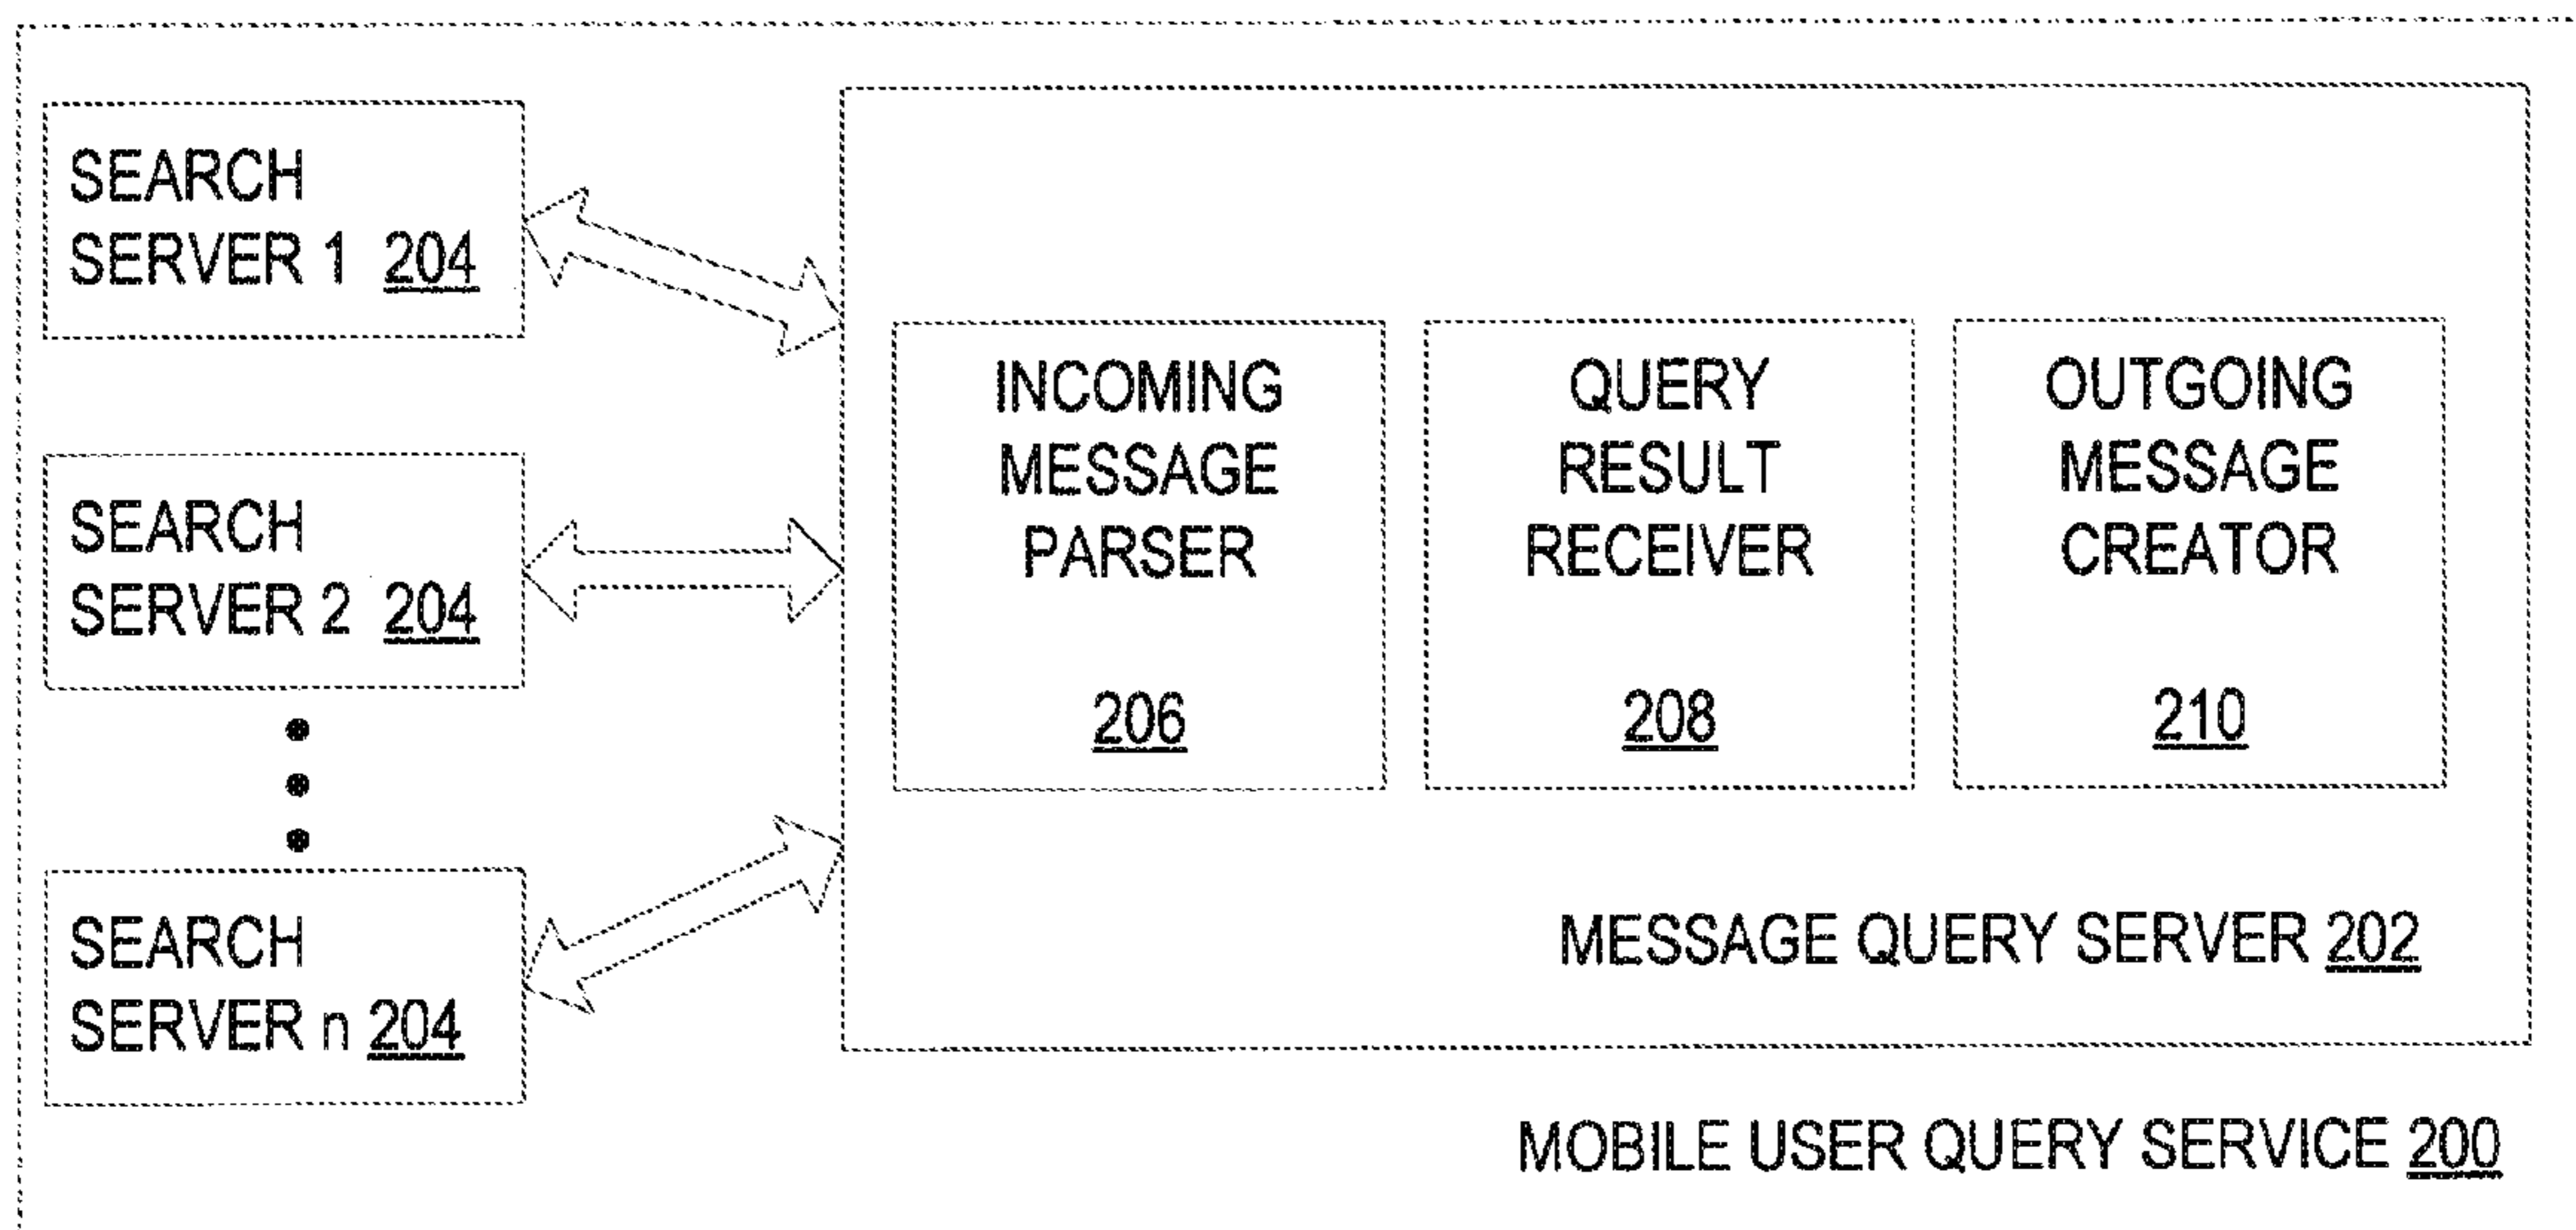 SEARCH
SERVER 1 204
SEARCH
SERVER 2 204
SEARCH
SERVER n 204
INCOMING
MESSAGE
PARSER
206
QUERY
RESULT
RECEIVER
208
OUTGOING
MESSAGE
CREATOR
210
MESSAGE QUERY SERVER 202
MOBILE USER QUERY SERVICE 200